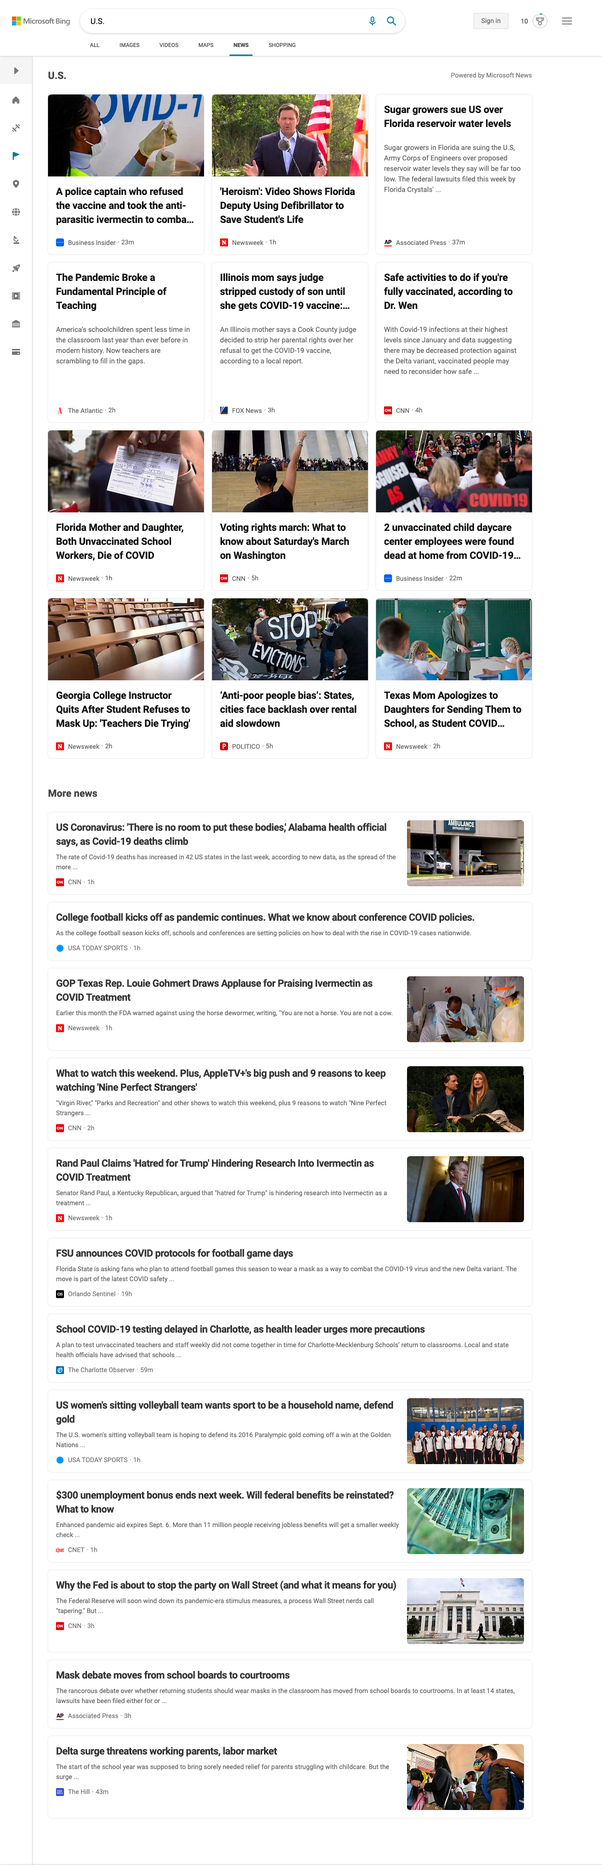 Microsoft Bing
U.S.
Sign in
10
ALL
IMAGES
VIDEOS
MAPS
NEWS
SHOPPING
U.S.
Powered by Microsoft News
OVID-1
A police captain who refused
the vaccine and took the anti-
parasitic ivermectin to comba...
Business Insider · 23m
'Heroism': Video Shows Florida
Deputy Using Defibrillator to
Save Student's Life
Newsweek · 1h
Sugar growers sue US over
Florida reservoir water levels
Sugar growers in Florida are suing the U.S,
Army Corps of Engineers over proposed
reservoir water levels they say will be far too
low. The federal lawsuits filed this week by
Florida Crystals' ...
AP Associated Press · 37m
The Pandemic Broke a
Fundamental Principle of
Teaching
America's schoolchildren spent less time in
the classroom last year than ever before in
modern history. Now teachers are
scrambling to fill in the gaps.
The Atlantic · 2h
Illinois mom says judge
stripped custody of son until
she gets COVID-19 vaccine:...
An Illinois mother says a Cook County judge
decided to strip her parental rights over her
refusal to get the COVID-19 vaccine,
according to a local report.
FOX News · 3h
Safe activities to do if you're
fully vaccinated, according to
Dr. Wen
With Covid-19 infections at their highest
levels since January and data suggesting
there may be decreased protection against
the Delta variant, vaccinated people may
need to reconsider how safe ...
CNN · 4h
COVID19
Florida Mother and Daughter,
Both Unvaccinated School
Workers, Die of COVID
Newsweek · 1h
Voting rights march: What to
know about Saturday's March
on Washington
CNN · 5h
2 unvaccinated child daycare
center employees were found
dead at home from COVID-19...
Business Insider · 22m
STOP
EVICTIONS
Georgia College Instructor
Quits After Student Refuses to
Mask Up: 'Teachers Die Trying'
Newsweek · 2h
'Anti-poor people bias': States,
cities face backlash over rental
aid slowdown
POLITICO · 5h
Texas Mom Apologizes to
Daughters for Sending Them to
School, as Student COVID...
Newsweek · 2h
More news
US Coronavirus: 'There is no room to put these bodies,' Alabama health official
says, as Covid-19 deaths climb
The rate of Covid-19 deaths has increased in 42 US states in the last week, according to new data, as the spread of the
more ...
CNN · 1h
AMBULANCE
College football kicks off as pandemic continues. What we know about conference COVID policies.
As the college football season kicks off, schools and conferences are setting policies on how to deal with the rise in COVID-19 cases nationwide.
USA TODAY SPORTS · 1h
GOP Texas Rep. Louie Gohmert Draws Applause for Praising Ivermectin as
COVID Treatment
Earlier this month the FDA warned against using the horse dewormer, writing, "You are not a horse. You are not a cow.
Newsweek · 1h
What to watch this weekend. Plus, AppleTV+'s big push and 9 reasons to keep
watching 'Nine Perfect Strangers'
"Virgin River," "Parks and Recreation" and other shows to watch this weekend, plus 9 reasons to watch "Nine Perfect
Strangers ...
CNN · 2h
Rand Paul Claims 'Hatred for Trump' Hindering Research Into Ivermectin as
COVID Treatment
Senator Rand Paul, a Kentucky Republican, argued that "hatred for Trump" is hindering research into Ivermectin as a
treatment ...
Newsweek · 1h
FSU announces COVID protocols for football game days
Florida State is asking fans who plan to attend football games this season to wear a mask as a way to combat the COVID-19 virus and the new Delta variant. The
move is part of the latest COVID safety ...
OS Orlando Sentinel · 19h
School COVID-19 testing delayed in Charlotte, as health leader urges more precautions
A plan to test unvaccinated teachers and staff weekly did not come together in time for Charlotte-Mecklenburg Schools' return to classrooms. Local and state
health officials have advised that schools ...
The Charlotte Observer · 59m
US women's sitting volleyball team wants sport to be a household name, defend
gold
The U.S. women's sitting volleyball team is hoping to defend its 2016 Paralympic gold coming off a win at the Golden
Nations ...
USA TODAY SPORTS · 1h
$300 unemployment bonus ends next week. Will federal benefits be reinstated?
What to know
Enhanced pandemic aid expires Sept. 6. More than 11 million people receiving jobless benefits will get a smaller weekly
check ...
CNET · 1h
Why the Fed is about to stop the party on Wall Street (and what it means for you)
The Federal Reserve will soon wind down its pandemic-era stimulus measures, a process Wall Street nerds call
"tapering." But ...
CNN · 3h
Mask debate moves from school boards to courtrooms
The rancorous debate over whether returning students should wear masks in the classroom has moved from school boards to courtrooms. In at least 14 states,
lawsuits have been filed either for or ...
AP Associated Press · 3h
Delta surge threatens working parents, labor market
The start of the school year was supposed to bring sorely needed relief for parents struggling with childcare. But the
surge ...
The Hill · 43m